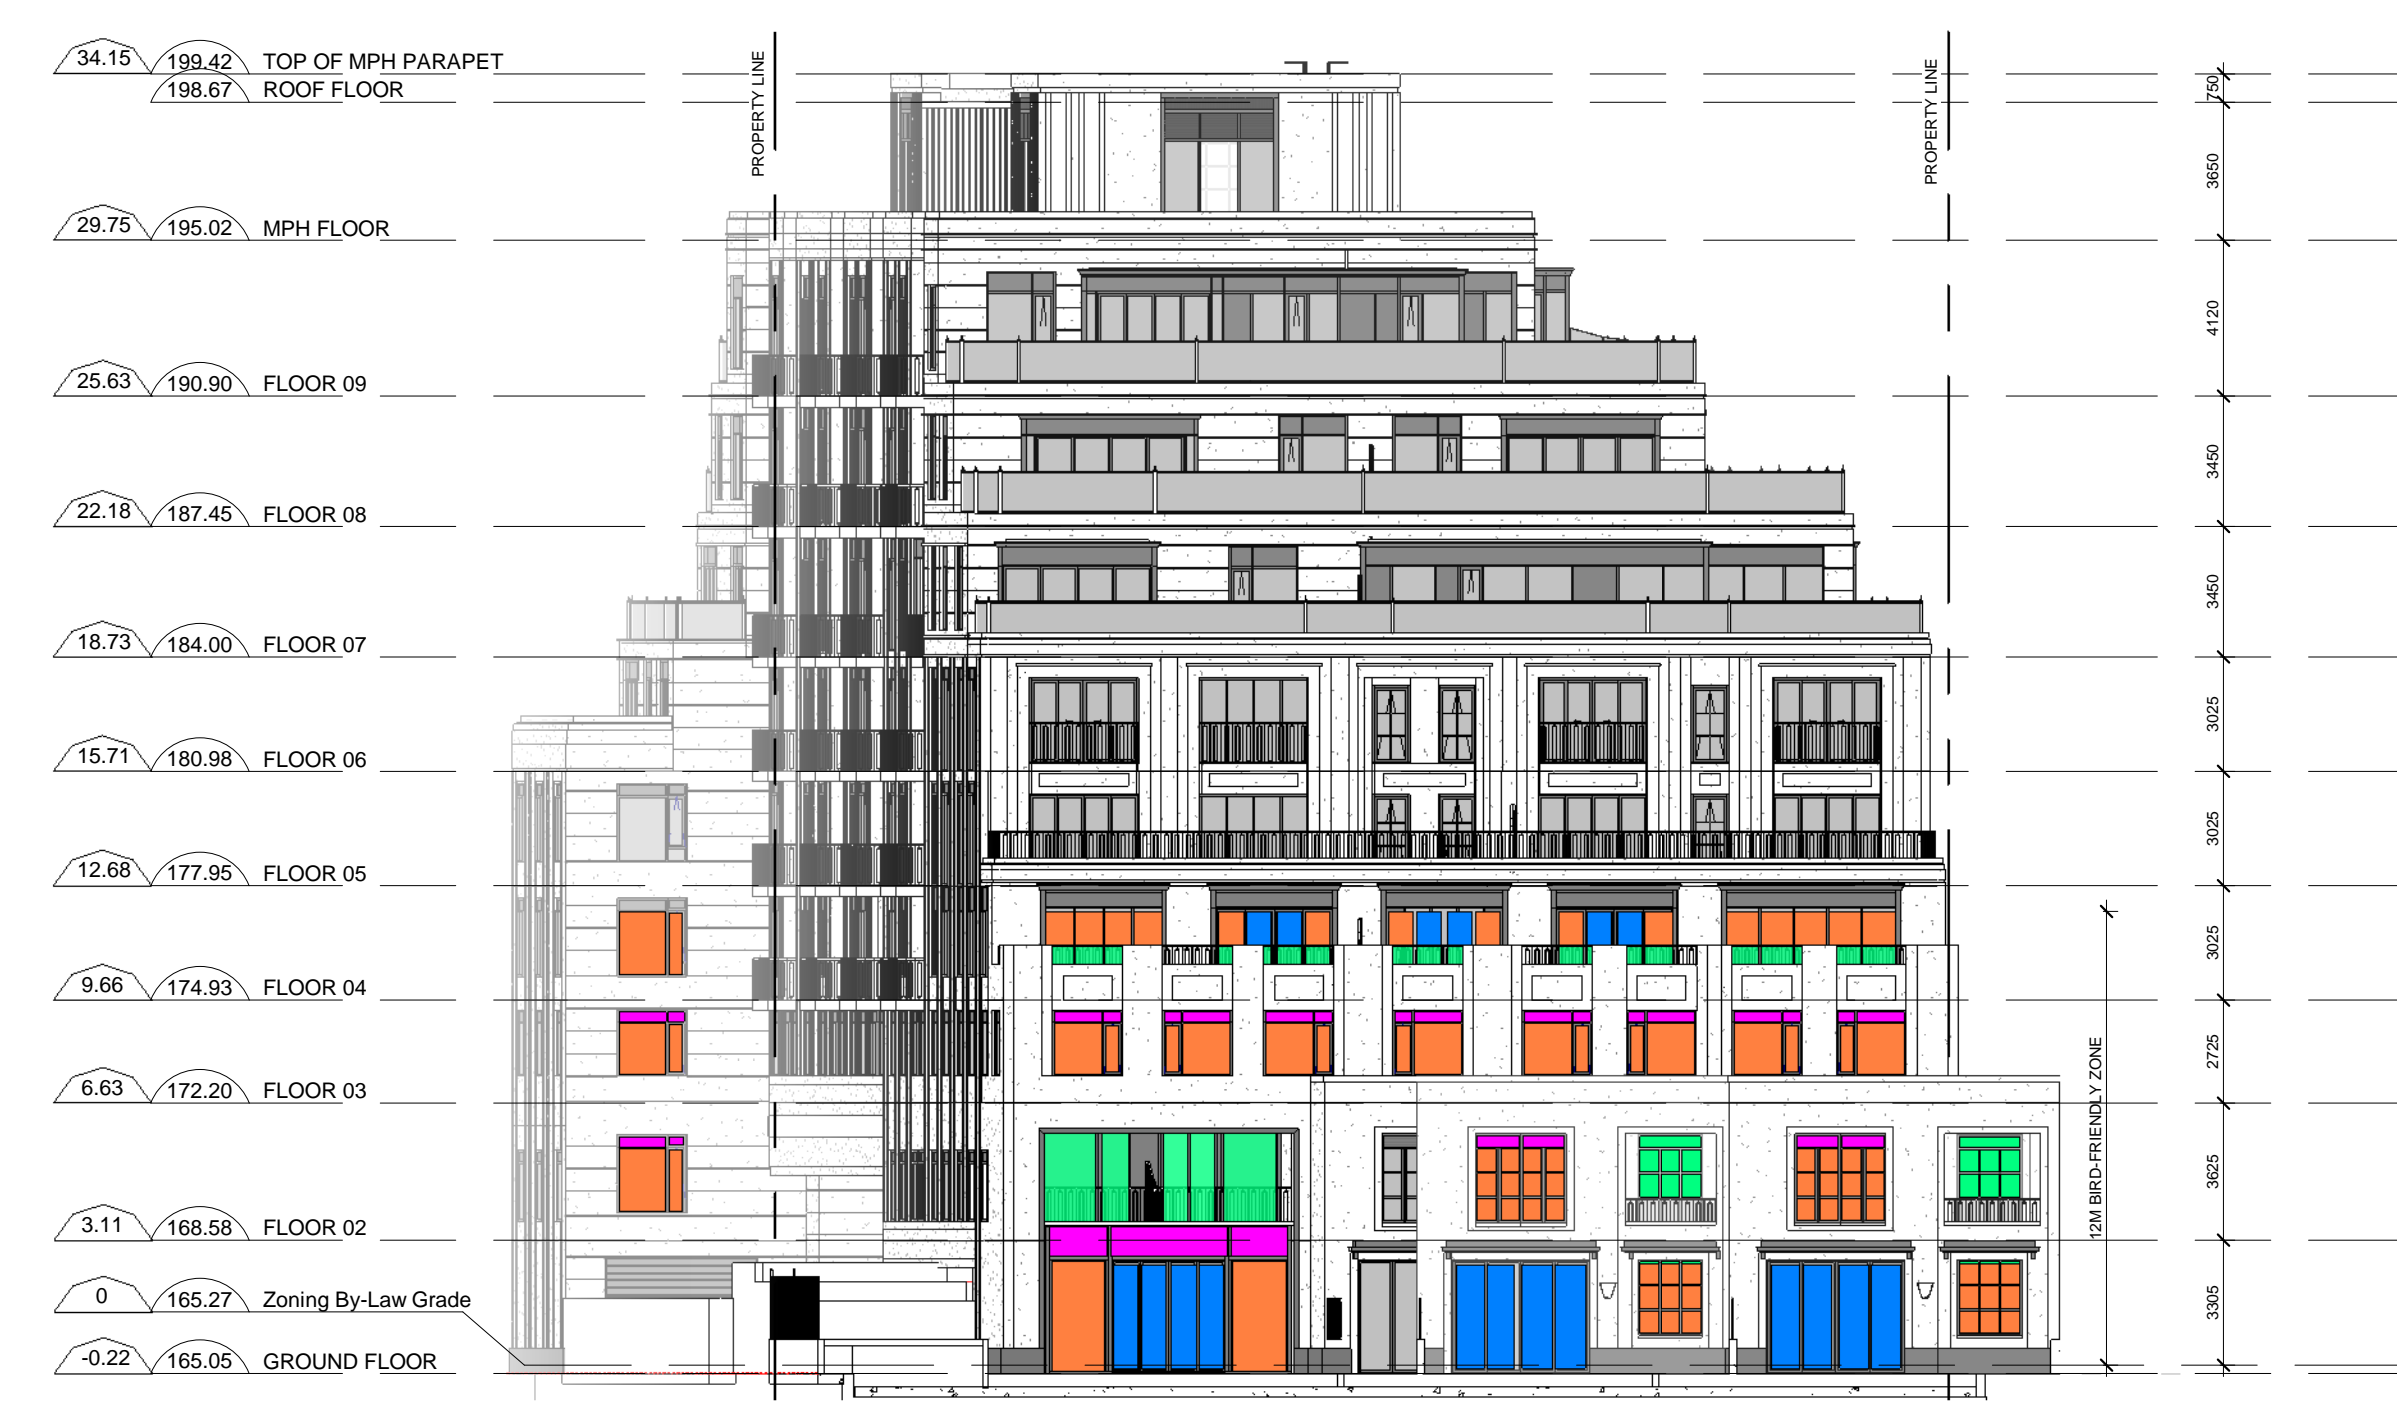 34.15 199.42 TOP OF MPH PARAPET
198.67 ROOF FLOOR
29.75 195.02 MPH FLOOR
25.63 190.90 FLOOR 09
22.18 187.45 FLOOR 08
18.73 184.00 FLOOR 07
15.71 180.98 FLOOR 06
12.68 177.95 FLOOR 05
9.66 174.93 FLOOR 04
6.63 172.20 FLOOR 03
3.11 168.58 FLOOR 02
0 165.27 Zoning By-Law Grade
-0.22 165.05 GROUND FLOOR
PROPERTY LINE
PROPERTY LINE
12M BIRD-FRIENDLY ZONE
750
3650
4120
3450
3450
3025
3025
3025
2725
3625
3305